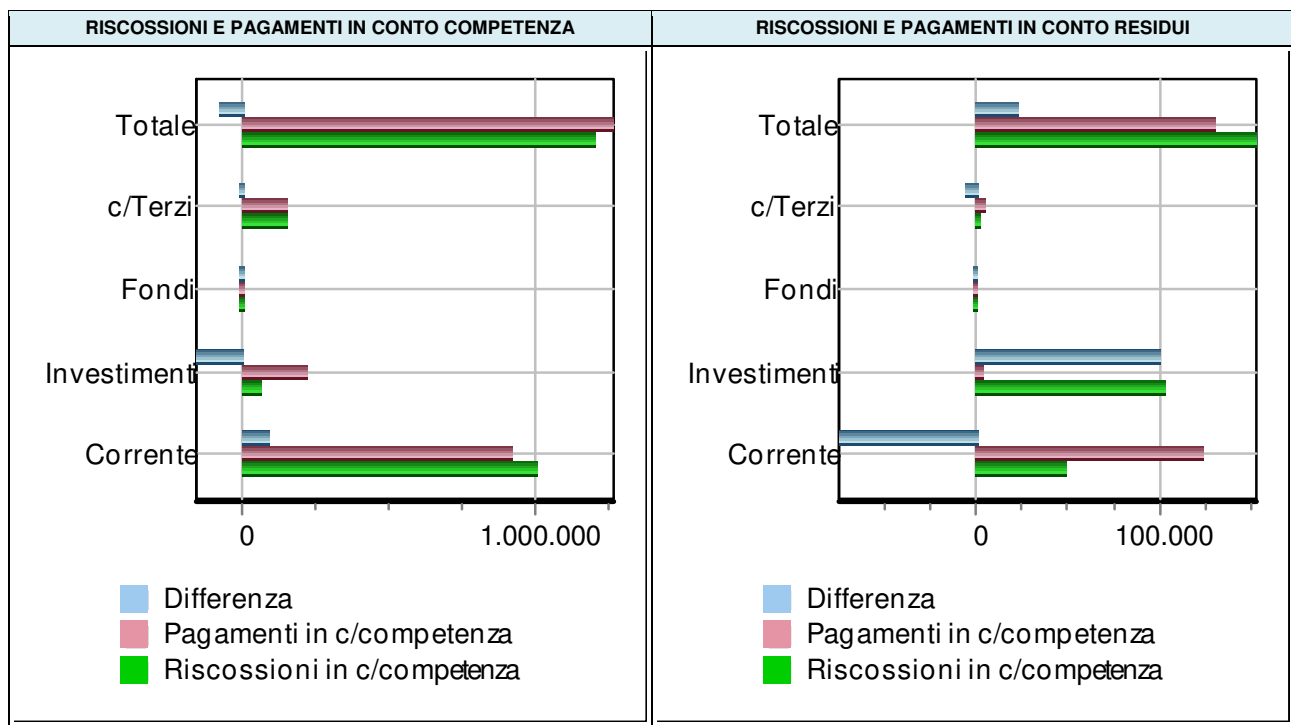 RISCOSSIONI E PAGAMENTI IN CONTO COMPETENZA
Totale
c/Terzi
Fondi
Investimenti
Corrente
0 1.000.000
Differenza
Pagamenti in c/competenza
Riscossioni in c/competenza
RISCOSSIONI E PAGAMENTI IN CONTO RESIDUI
Totale
c/Terzi
Fondi
Investimenti
Corrente
0 100.000
Differenza
Pagamenti in c/competenza
Riscossioni in c/competenza